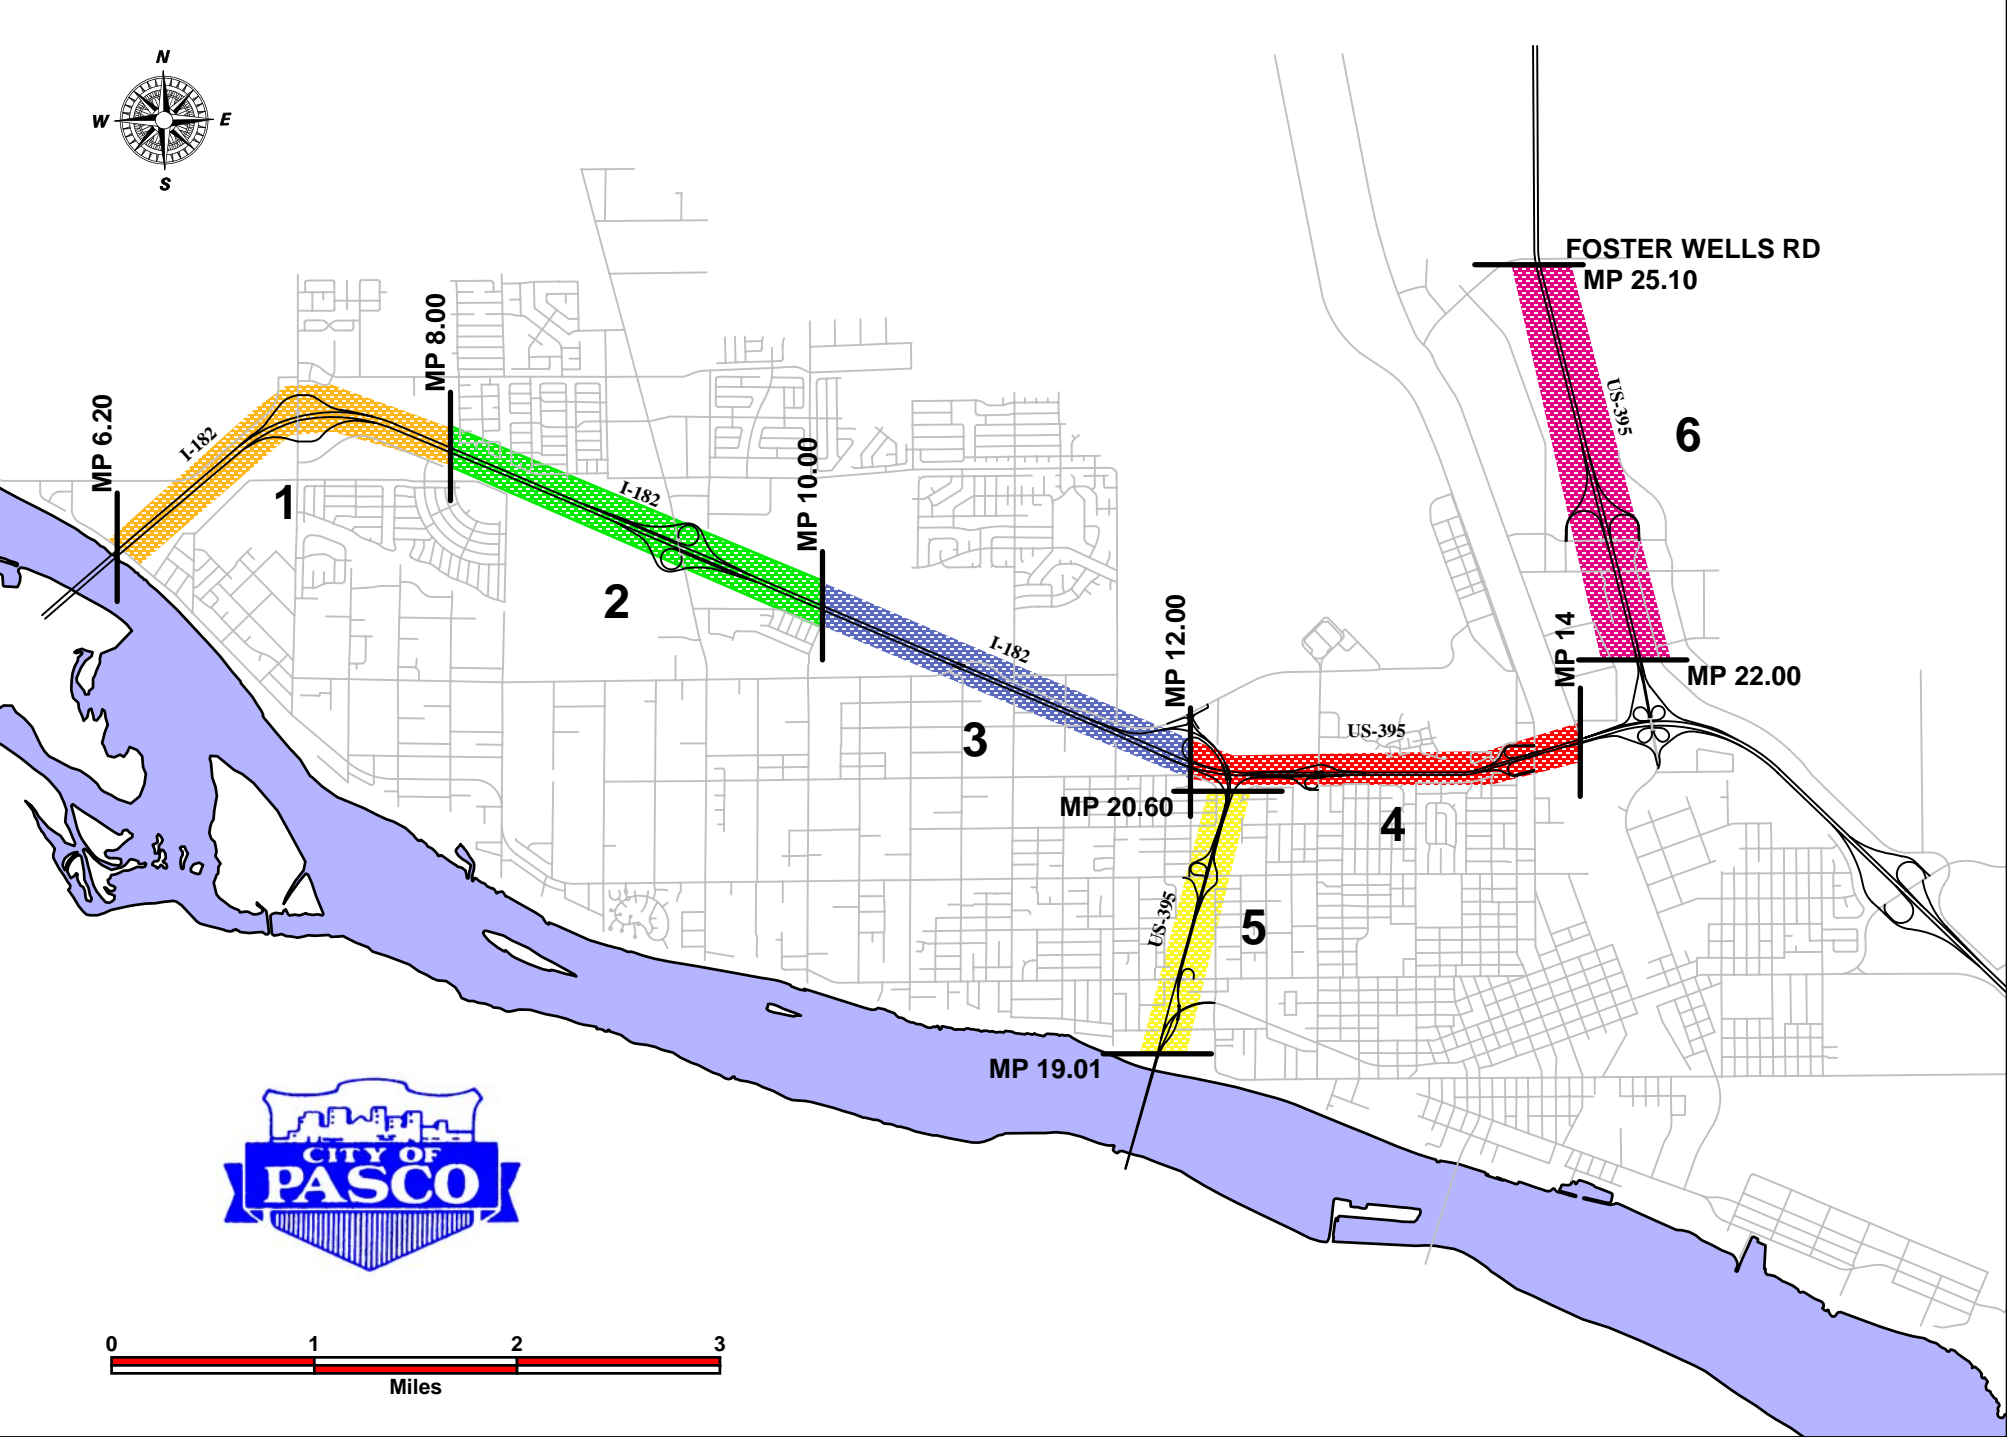 N
W
E
S
FOSTER WELLS RD
MP 25.10
MP 8.00
US-395
MP 6.20
I-182
6
MP 10.00
1
I-182
2
MP 12.00
MP 14
I-182
MP 22.00
3
US-395
MP 20.60
4
US-395
5
MP 19.01
CITY OF
PASCO
0 1 2 3
Miles